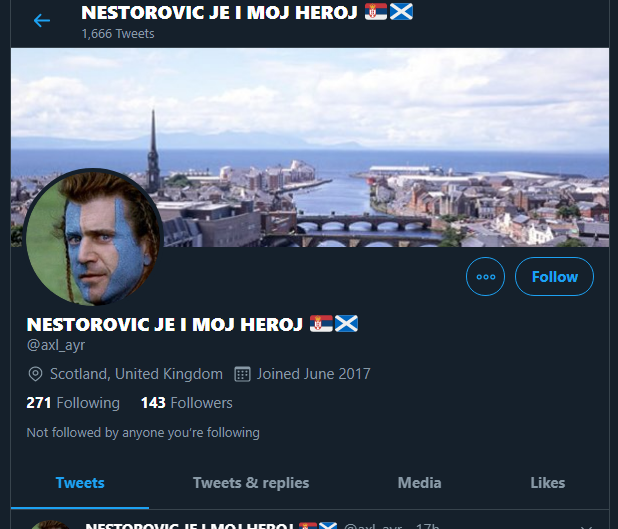 NESTOROVIC JE I MOJ HEROJ 🇷🇸🏴󠁧󠁢󠁳󠁣󠁴󠁿
1,666 Tweets
Follow
NESTOROVIC JE I MOJ HEROJ 🇷🇸🏴󠁧󠁢󠁳󠁣󠁴󠁿
@axl_ayr
Scotland, United Kingdom Joined June 2017
271 Following 143 Followers
Not followed by anyone you're following
Tweets Tweets & replies Media Likes
NESTOROVIC JE I MOJ HEROJ 🇷🇸🏴󠁧󠁢󠁳󠁣󠁴󠁿 @axl_ayr · 17h